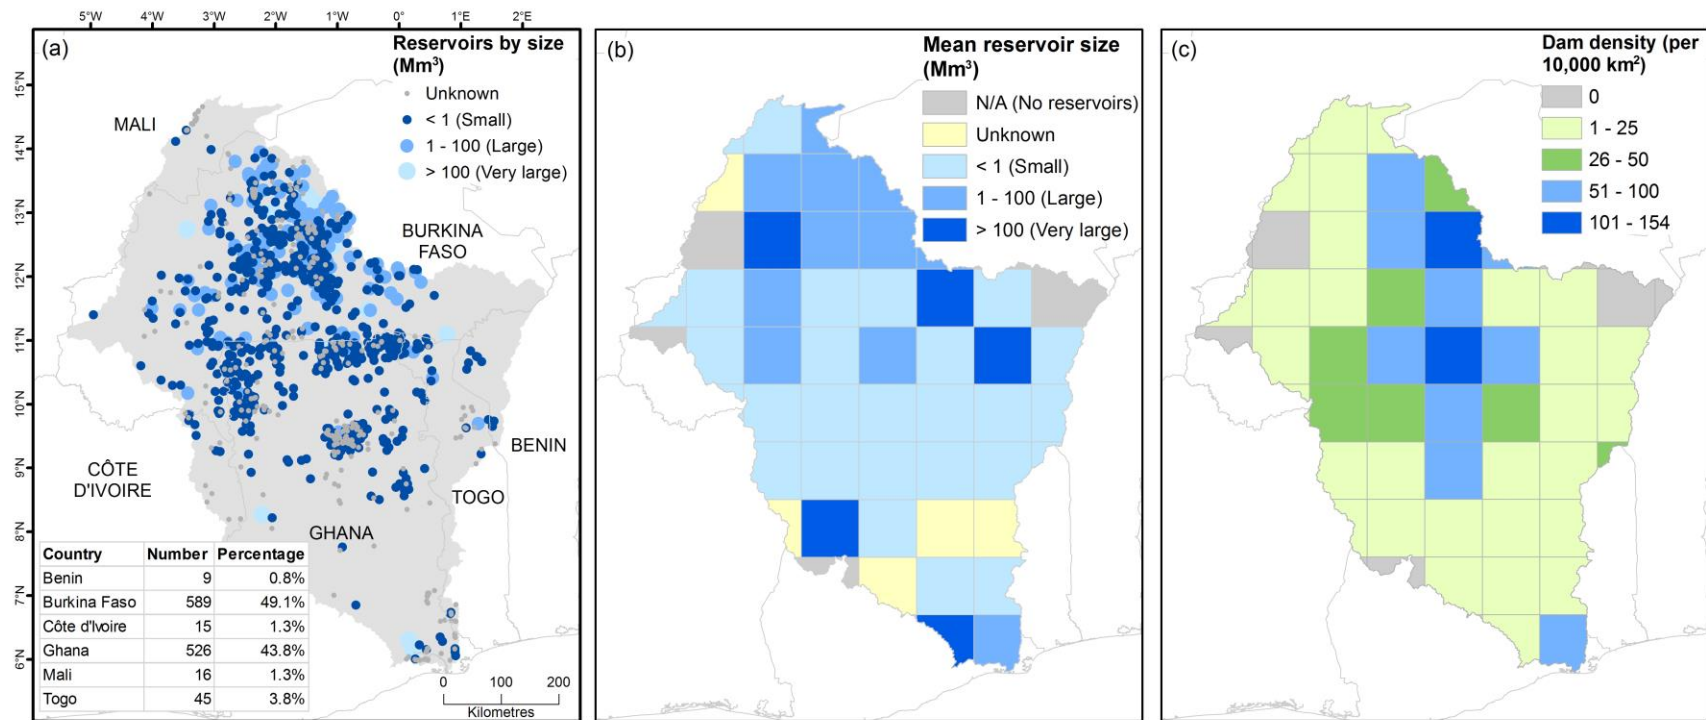 5°W 4°W 3°W 2°W 1°W 0° 1°E 2°E
(a)
Reservoirs by size
(Mm³)
Unknown
< 1 (Small)
1 - 100 (Large)
> 100 (Very large)
15°N
14°N
13°N
12°N
11°N
10°N
9°N
8°N
7°N
6°N
MALI
BURKINA
FASO
BENIN
CÔTE
D'IVOIRE
TOGO
GHANA
Country Number Percentage
Benin 9 0.8%
Burkina Faso 589 49.1%
Côte d'Ivoire 15 1.3%
Ghana 526 43.8%
Mali 16 1.3%
Togo 45 3.8%
0 100 200
Kilometres
(b)
Mean reservoir size
(Mm³)
N/A (No reservoirs)
Unknown
< 1 (Small)
1 - 100 (Large)
> 100 (Very large)
(c)
Dam density (per
10,000 km²)
0
1 - 25
26 - 50
51 - 100
101 - 154